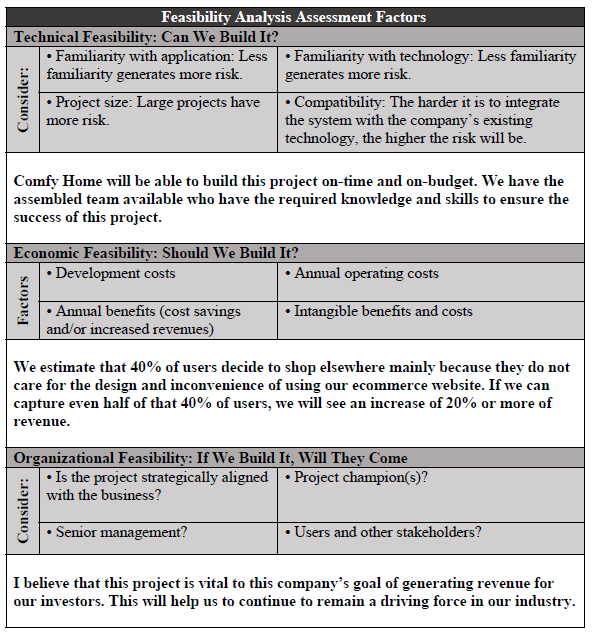 Feasibility Analysis Assessment Factors
Technical Feasibility: Can We Build It?
Consider:
• Familiarity with application: Less
familiarity generates more risk.
• Familiarity with technology: Less familiarity
generates more risk.
• Project size: Large projects have
more risk.
• Compatibility: The harder it is to integrate
the system with the company's existing
technology, the higher the risk will be.
Comfy Home will be able to build this project on-time and on-budget. We have the
assembled team available who have the required knowledge and skills to ensure the
success of this project.
Economic Feasibility: Should We Build It?
Factors
• Development costs
• Annual operating costs
• Annual benefits (cost savings
and/or increased revenues)
• Intangible benefits and costs
We estimate that 40% of users decide to shop elsewhere mainly because they do not
care for the design and inconvenience of using our ecommerce website. If we can
capture even half of that 40% of users, we will see an increase of 20% or more of
revenue.
Organizational Feasibility: If We Build It, Will They Come
Consider:
• Is the project strategically aligned
with the business?
• Project champion(s)?
• Senior management?
• Users and other stakeholders?
I believe that this project is vital to this company's goal of generating revenue for
our investors. This will help us to continue to remain a driving force in our industry.